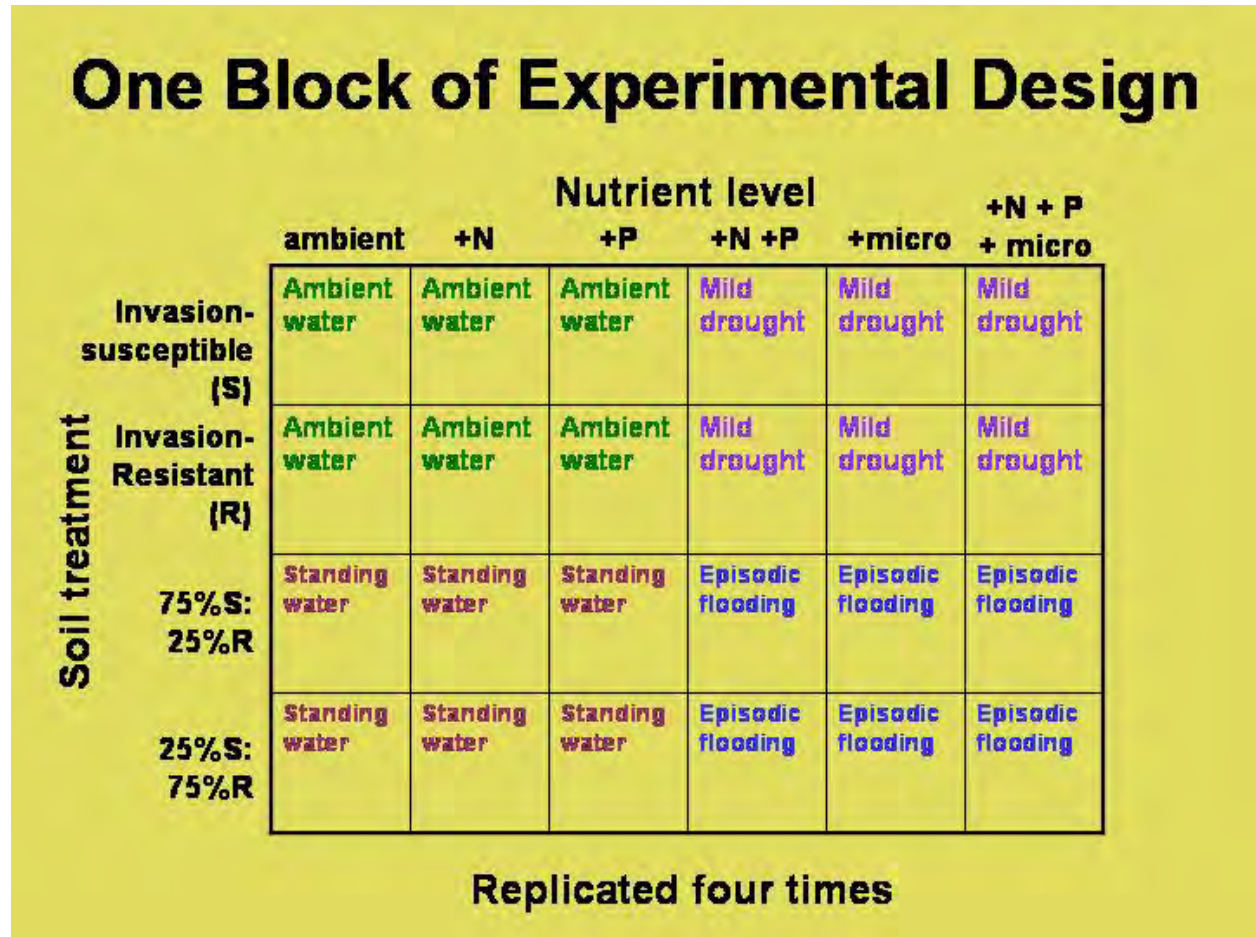 One Block of Experimental Design
Nutrient level
ambient +N +P +N +P +micro +N + P
+ micro
Invasion-
susceptible
(S)
Ambient Ambient Ambient Mild Mild Mild
water water water drought drought drought
Soil treatment
Invasion-
Resistant
(R)
Ambient Ambient Ambient Mild Mild Mild
water water water drought drought drought
75%S:
25%R
Standing Standing Standing Episodic Episodic Episodic
water water water flooding flooding flooding
25%S:
75%R
Standing Standing Standing Episodic Episodic Episodic
water water water flooding flooding flooding
Replicated four times